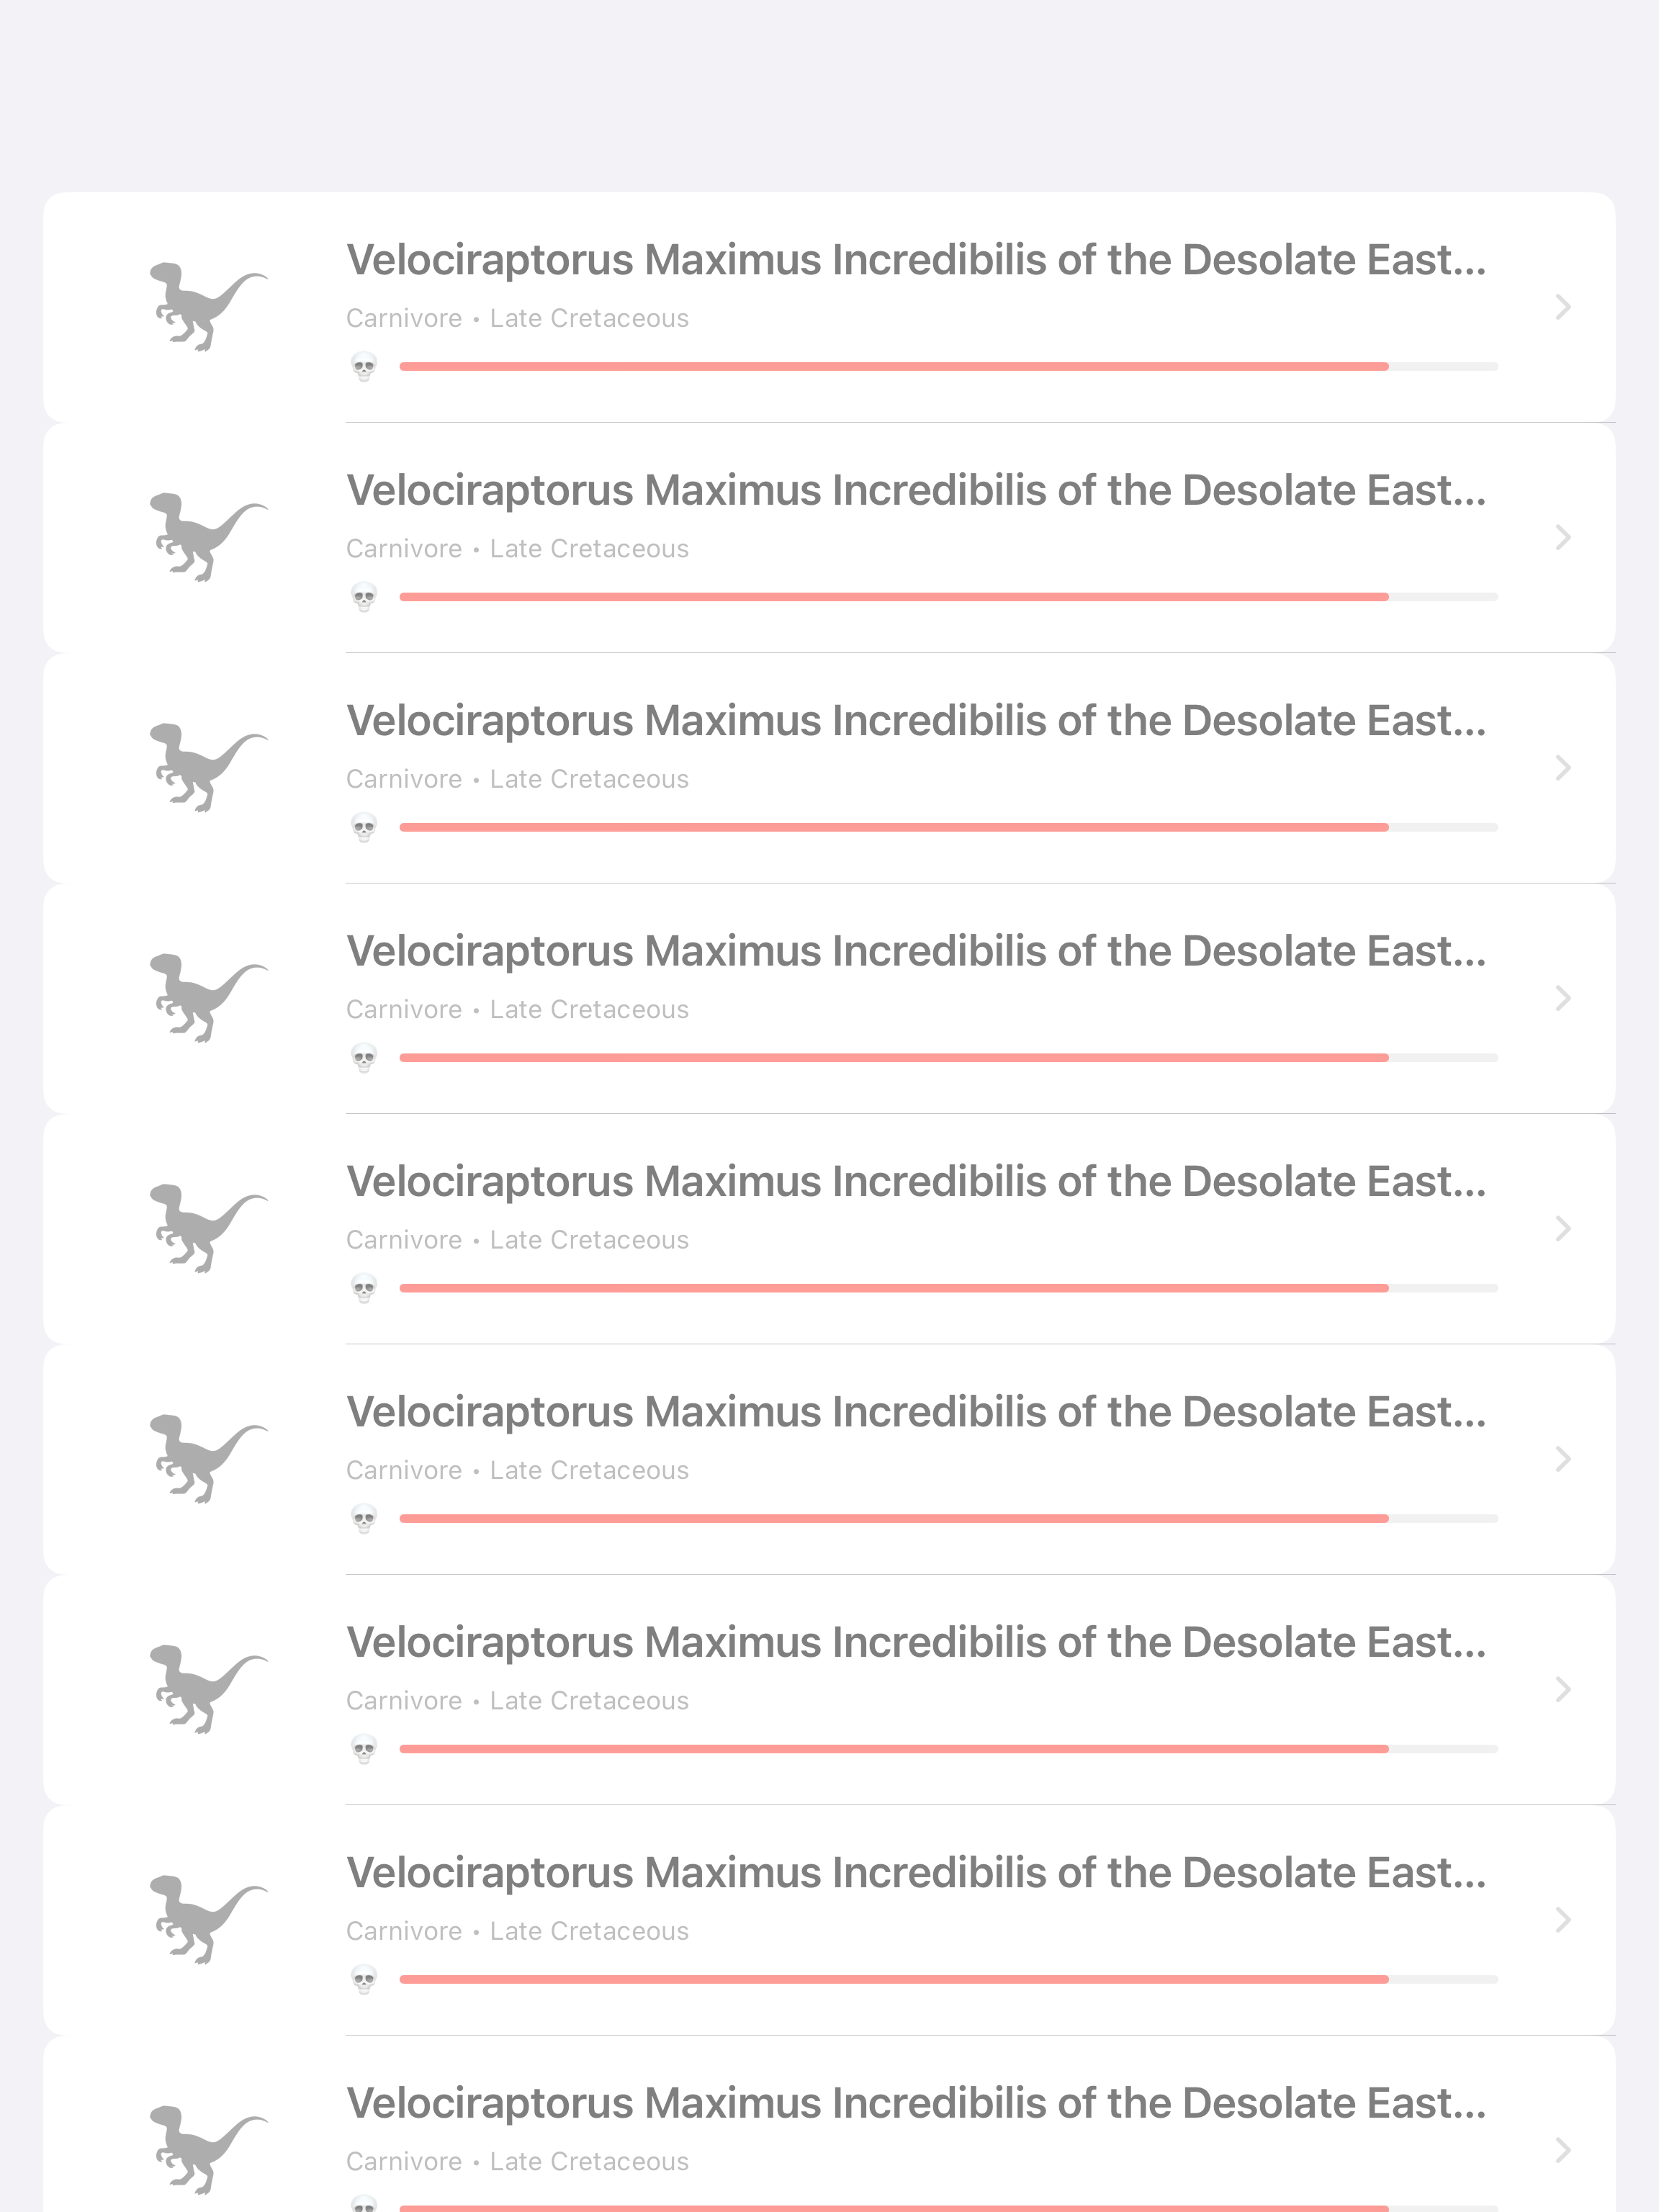 Velociraptorus Maximus Incredibilis of the Desolate East...
Carnivore • Late Cretaceous
Velociraptorus Maximus Incredibilis of the Desolate East...
Carnivore • Late Cretaceous
Velociraptorus Maximus Incredibilis of the Desolate East...
Carnivore • Late Cretaceous
Velociraptorus Maximus Incredibilis of the Desolate East...
Carnivore • Late Cretaceous
Velociraptorus Maximus Incredibilis of the Desolate East...
Carnivore • Late Cretaceous
Velociraptorus Maximus Incredibilis of the Desolate East...
Carnivore • Late Cretaceous
Velociraptorus Maximus Incredibilis of the Desolate East...
Carnivore • Late Cretaceous
Velociraptorus Maximus Incredibilis of the Desolate East...
Carnivore • Late Cretaceous
Velociraptorus Maximus Incredibilis of the Desolate East...
Carnivore • Late Cretaceous